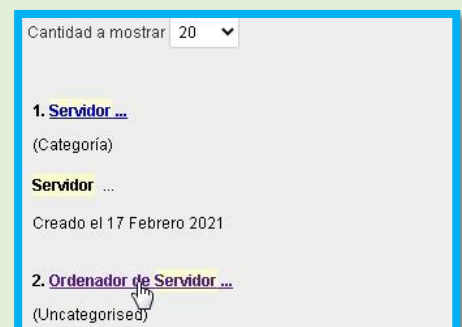 Cantidad a mostrar 20
1. Servidor ...
(Categoría)
Servidor ...
Creado el 17 Febrero 2021
2. Ordenador de Servidor ...
(Uncategorised)